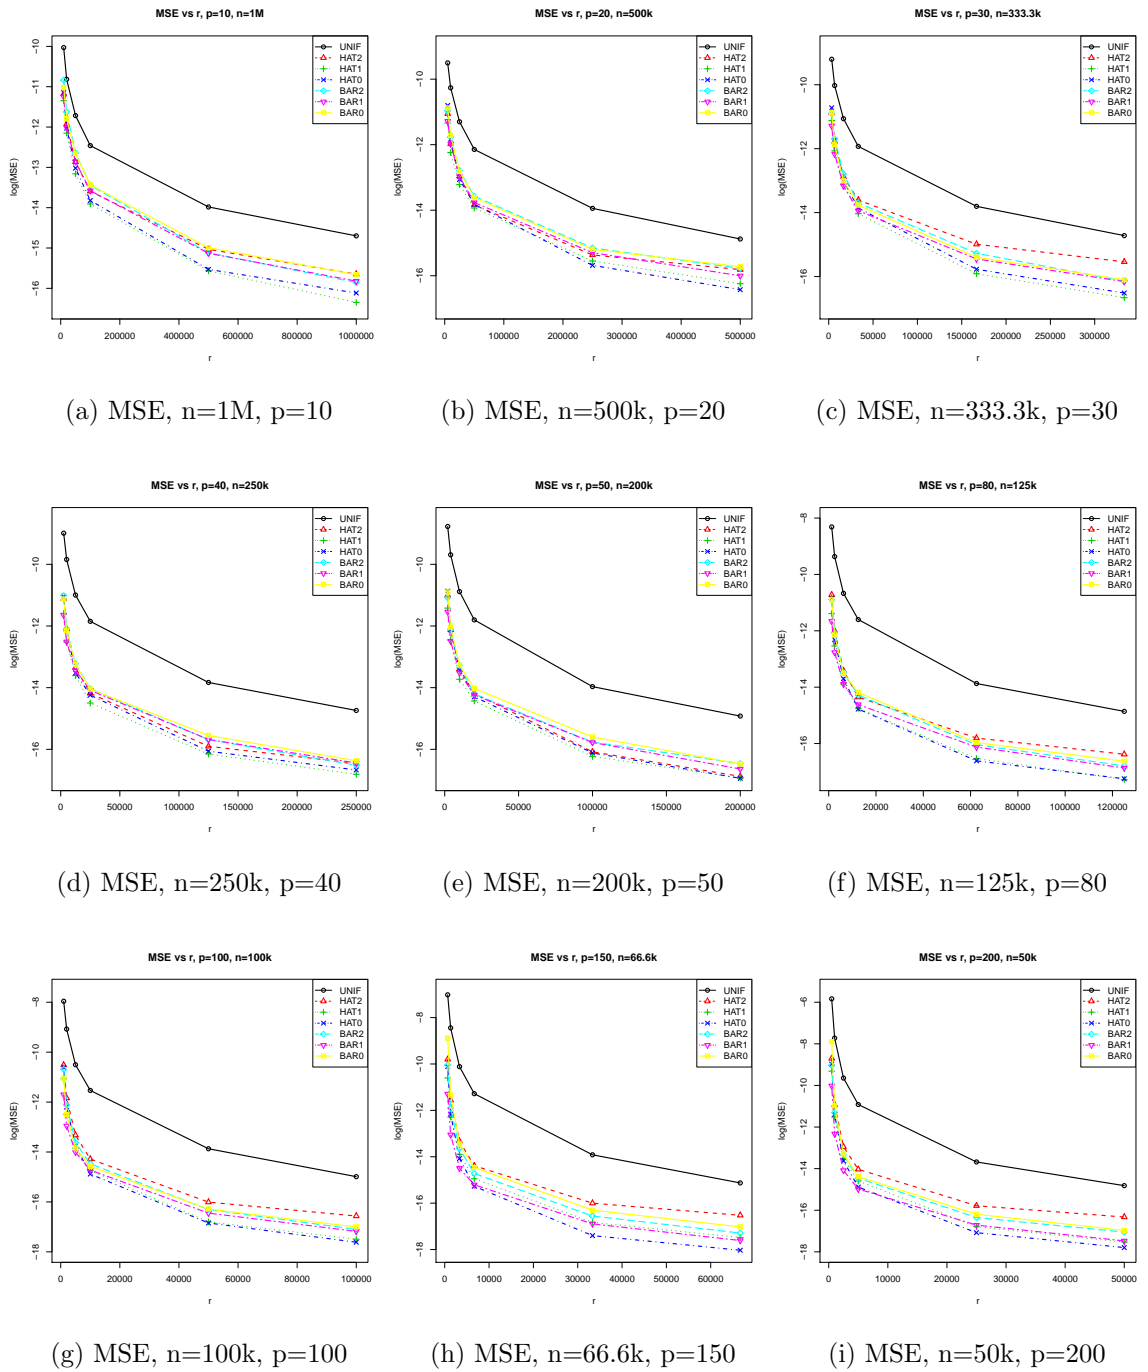 MSE vs r, p=10, n=1M
log(MSE)
-10
-11
-12
-13
-14
-15
-16
UNIF
HAT2
HAT1
HAT0
BAR2
BAR1
BAR0
0 200000 400000 600000 800000 1000000
r
(a) MSE, n=1M, p=10
MSE vs r, p=20, n=500k
log(MSE)
-10
-12
-14
-16
UNIF
HAT2
HAT1
HAT0
BAR2
BAR1
BAR0
0 100000 200000 300000 400000 500000
r
(b) MSE, n=500k, p=20
MSE vs r, p=30, n=333.3k
log(MSE)
-10
-12
-14
-16
UNIF
HAT2
HAT1
HAT0
BAR2
BAR1
BAR0
0 50000 100000 150000 200000 250000 300000
r
(c) MSE, n=333.3k, p=30
MSE vs r, p=40, n=250k
log(MSE)
-10
-12
-14
-16
UNIF
HAT2
HAT1
HAT0
BAR2
BAR1
BAR0
0 50000 100000 150000 200000 250000
r
(d) MSE, n=250k, p=40
MSE vs r, p=50, n=200k
log(MSE)
-10
-12
-14
-16
UNIF
HAT2
HAT1
HAT0
BAR2
BAR1
BAR0
0 50000 100000 150000 200000
r
(e) MSE, n=200k, p=50
MSE vs r, p=80, n=125k
log(MSE)
-8
-10
-12
-14
-16
UNIF
HAT2
HAT1
HAT0
BAR2
BAR1
BAR0
0 20000 40000 60000 80000 100000 120000
r
(f) MSE, n=125k, p=80
MSE vs r, p=100, n=100k
log(MSE)
-8
-10
-12
-14
-16
-18
UNIF
HAT2
HAT1
HAT0
BAR2
BAR1
BAR0
0 20000 40000 60000 80000 100000
r
(g) MSE, n=100k, p=100
MSE vs r, p=150, n=66.6k
log(MSE)
-8
-10
-12
-14
-16
-18
UNIF
HAT2
HAT1
HAT0
BAR2
BAR1
BAR0
0 10000 20000 30000 40000 50000 60000
r
(h) MSE, n=66.6k, p=150
MSE vs r, p=200, n=50k
log(MSE)
-6
-8
-10
-12
-14
-16
-18
UNIF
HAT2
HAT1
HAT0
BAR2
BAR1
BAR0
0 10000 20000 30000 40000 50000
r
(i) MSE, n=50k, p=200